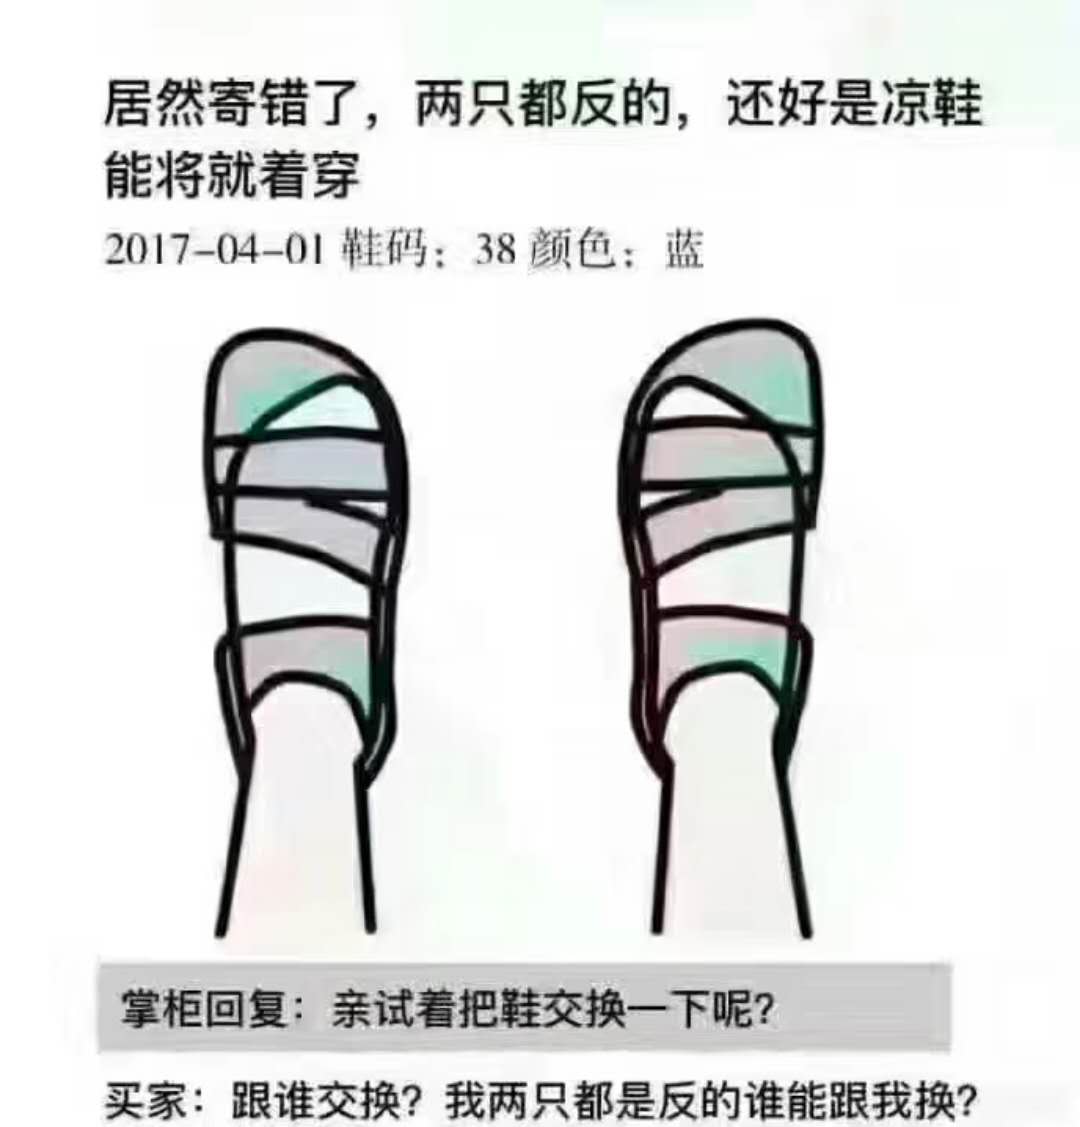 居然寄错了，两只都反的，还好是凉鞋
能将就着穿
2017-04-01 鞋码：38 颜色：蓝
掌柜回复：亲试着把鞋交换一下呢？
买家：跟谁交换？我两只都是反的谁能跟我换？